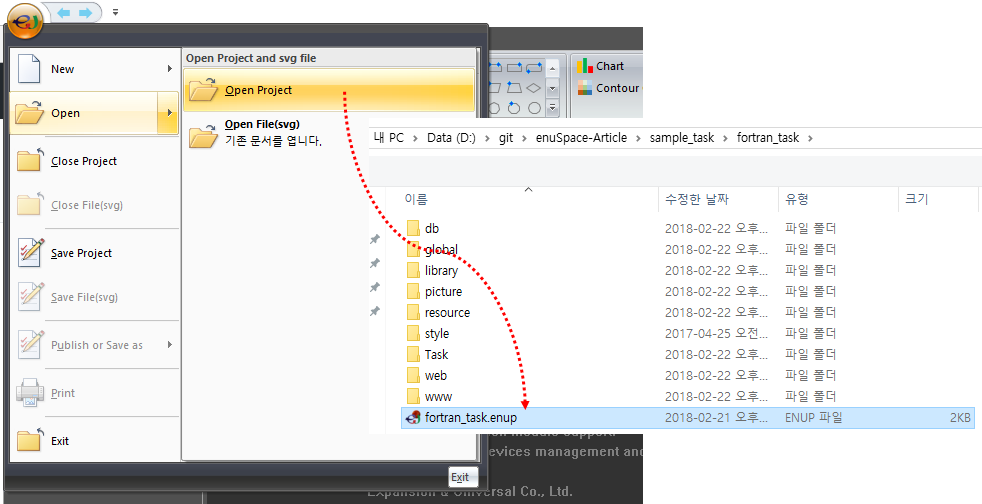 New
Open
Close Project
Close File(svg)
Save Project
Save File(svg)
Publish or Save as
Print
Exit
Open Project and svg file
Open Project
Open File(svg)
기존 문서를 엽니다.
Exit
Chart
Contour
내 PC > Data (D:) > git > enuSpace-Article > sample_task > fortran_task >
이름 수정한 날짜 유형 크기
db 2018-02-22 오후... 파일 폴더
global 2018-02-22 오후... 파일 폴더
library 2018-02-22 오후... 파일 폴더
picture 2018-02-22 오후... 파일 폴더
resource 2018-02-22 오후... 파일 폴더
style 2017-04-25 오전... 파일 폴더
Task 2018-02-22 오후... 파일 폴더
web 2018-02-22 오후... 파일 폴더
www 2018-02-22 오후... 파일 폴더
fortran_task.enup 2018-02-21 오후... ENUP 파일 2KB
module support
evices management and
Expansion & Universal Co., Ltd.